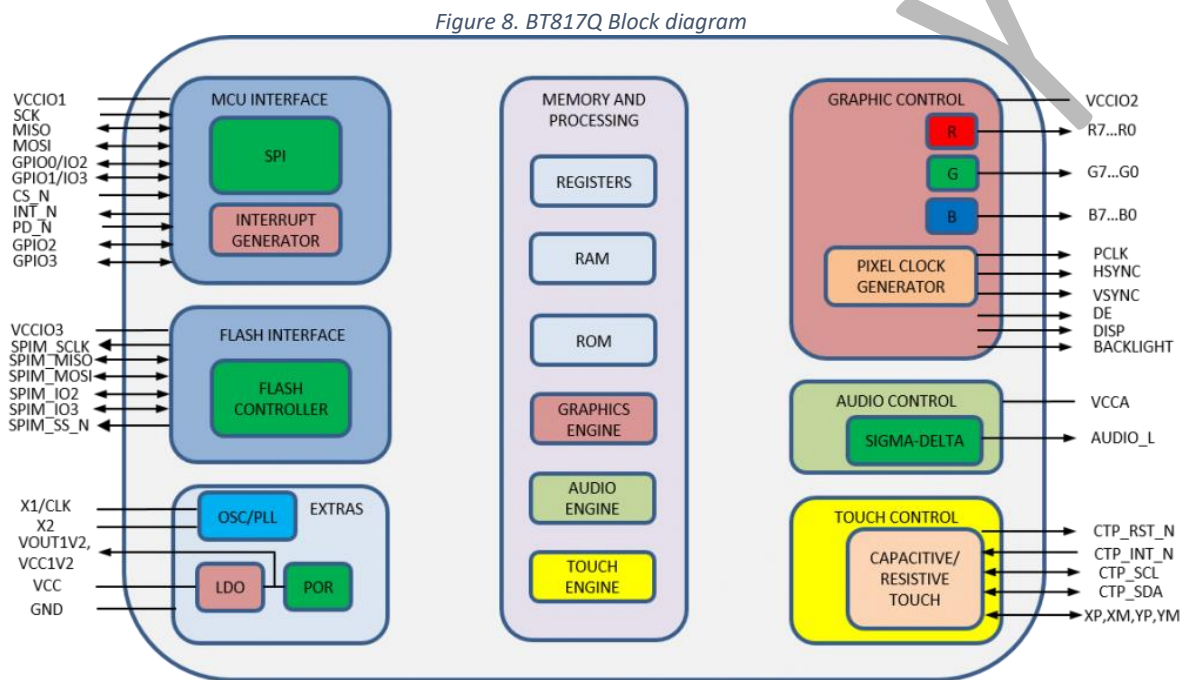 Figure 8. BT817Q Block diagram
VCCIO1
SCK
MISO
MOSI
GPIO0/IO2
GPIO1/IO3
CS_N
INT_N
PD_N
GPIO2
GPIO3
MCU INTERFACE
SPI
INTERRUPT
GENERATOR
VCCIO3
SPIM_SCLK
SPIM_MISO
SPIM_MOSI
SPIM_IO2
SPIM_IO3
SPIM_SS_N
FLASH INTERFACE
FLASH
CONTROLLER
X1/CLK
X2
VOUT1V2,
VCC1V2
VCC
GND
OSC/PLL
EXTRAS
LDO
POR
MEMORY AND
PROCESSING
REGISTERS
RAM
ROM
GRAPHICS
ENGINE
AUDIO
ENGINE
TOUCH
ENGINE
GRAPHIC CONTROL
R
G
B
PIXEL CLOCK
GENERATOR
VCCIO2
R7...R0
G7...G0
B7...B0
PCLK
HSYNC
VSYNC
DE
DISP
BACKLIGHT
AUDIO CONTROL
SIGMA-DELTA
VCCA
AUDIO_L
TOUCH CONTROL
CAPACITIVE/
RESISTIVE
TOUCH
CTP_RST_N
CTP_INT_N
CTP_SCL
CTP_SDA
XP,XM,YP,YM